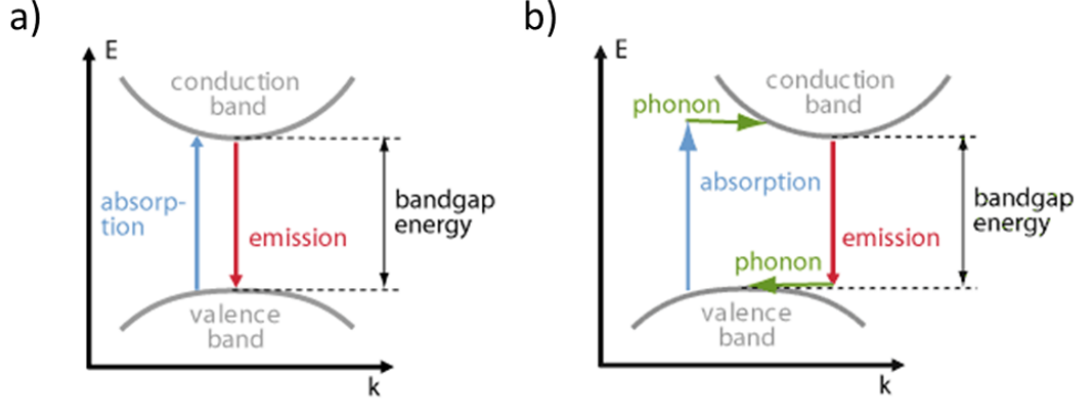 a)
E
conduction
band
absorp-
tion
emission
bandgap
energy
valence
band
k
b)
E
conduction
band
phonon
absorption
emission
bandgap
energy
phonon
valence
band
k